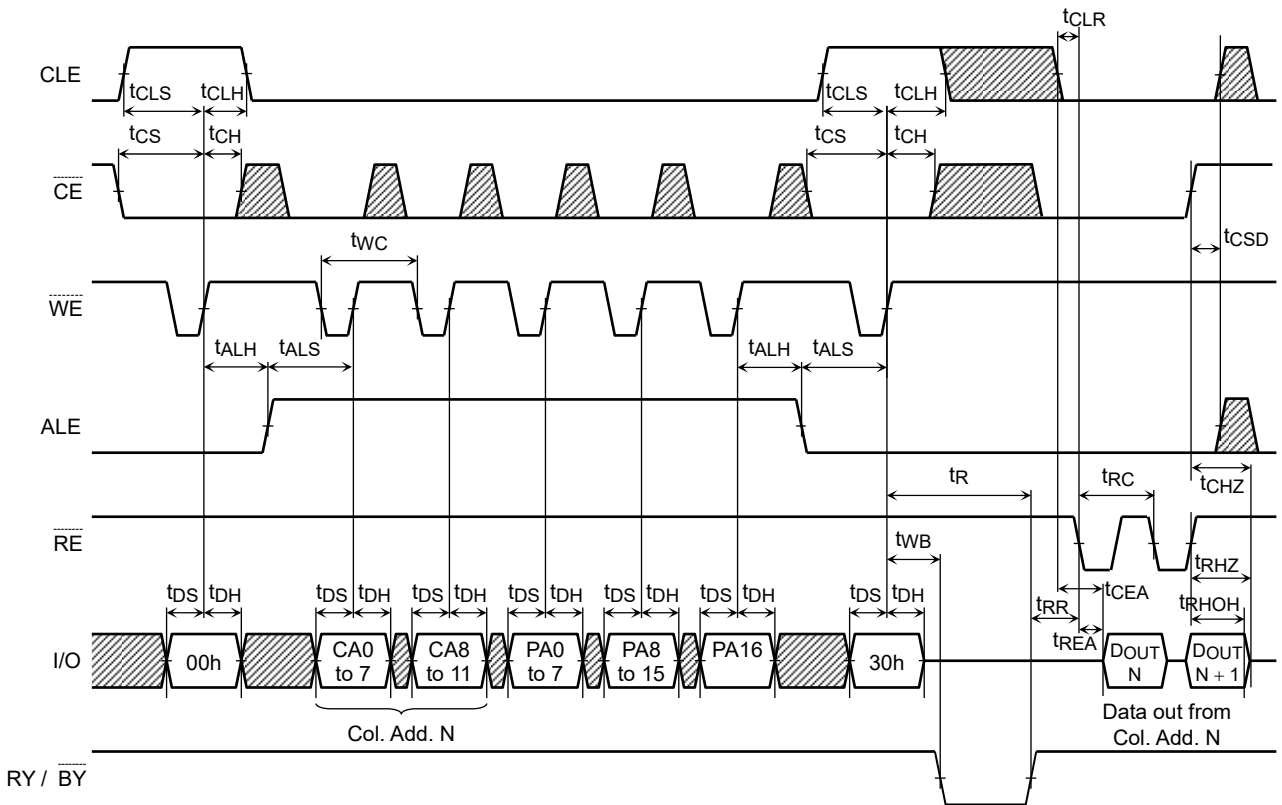 tCLR
CLE
tCLS
tCLH
tCLS
tCLH
tCS
tCH
tCS
tCH
CE
tWC
tCSD
WE
tALH
tALS
tALH
tALS
ALE
tR
tRC
tCHZ
RE
tWB
tDS
tDH
tDS
tDH
tDS
tDH
tDS
tDH
tDS
tDH
tDS
tDH
tDS
tDH
tRR
tCEA
tREA
tRHZ
tRHOH
I/O
00h
CA0
to 7
CA8
to 11
PA0
to 7
PA8
to 15
PA16
30h
DOUT
N
DOUT
N + 1
Col. Add. N
Data out from
Col. Add. N
RY / BY